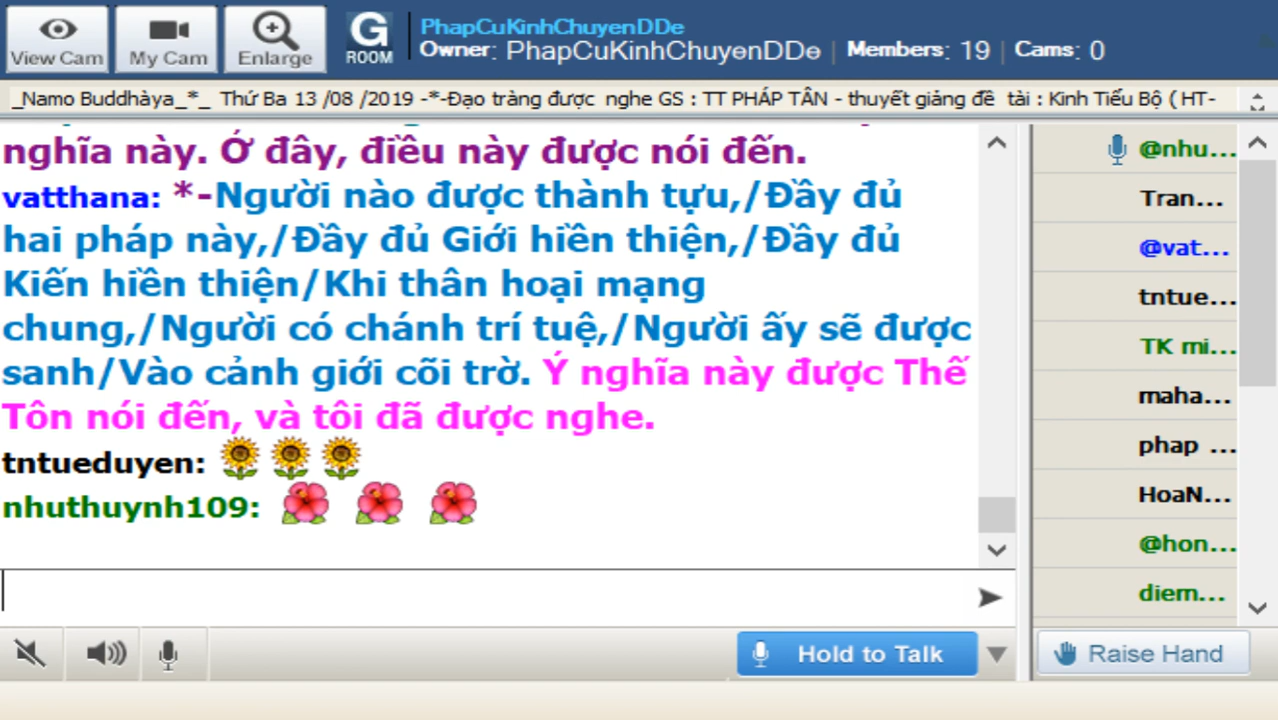 View Cam
My Cam
Enlarge
G
ROOM
PhapCuKinhChuyenDDe
Owner: PhapCuKinhChuyenDDe | Members: 19 | Cams: 0
_Namo Buddhàya_*_ Thứ Ba 13 /08 /2019 -*-Đạo tràng được nghe GS : TT PHÁP TÂN - thuyết giảng đề tài : Kinh Tiểu Bộ ( HT-
nghĩa này. Ớ đây, điều này được nói đến.
vatthana: *-Người nào được thành tựu,/Đầy đủ
hai pháp này,/Đầy đủ Giới hiền thiện,/Đầy đủ
Kiến hiền thiện/Khi thân hoại mạng
chung,/Người có chánh trí tuệ,/Người ấy sẽ được
sanh/Vào cảnh giới cõi trờ. Ý nghĩa này được Thế
Tôn nói đến, và tôi đã được nghe.
tntueduyen:
nhuthuynh109:
@nhu...
Tran...
@vat...
tntue...
TK mi...
maha...
phap ...
HoaN...
@hon...
diem...
Hold to Talk
Raise Hand